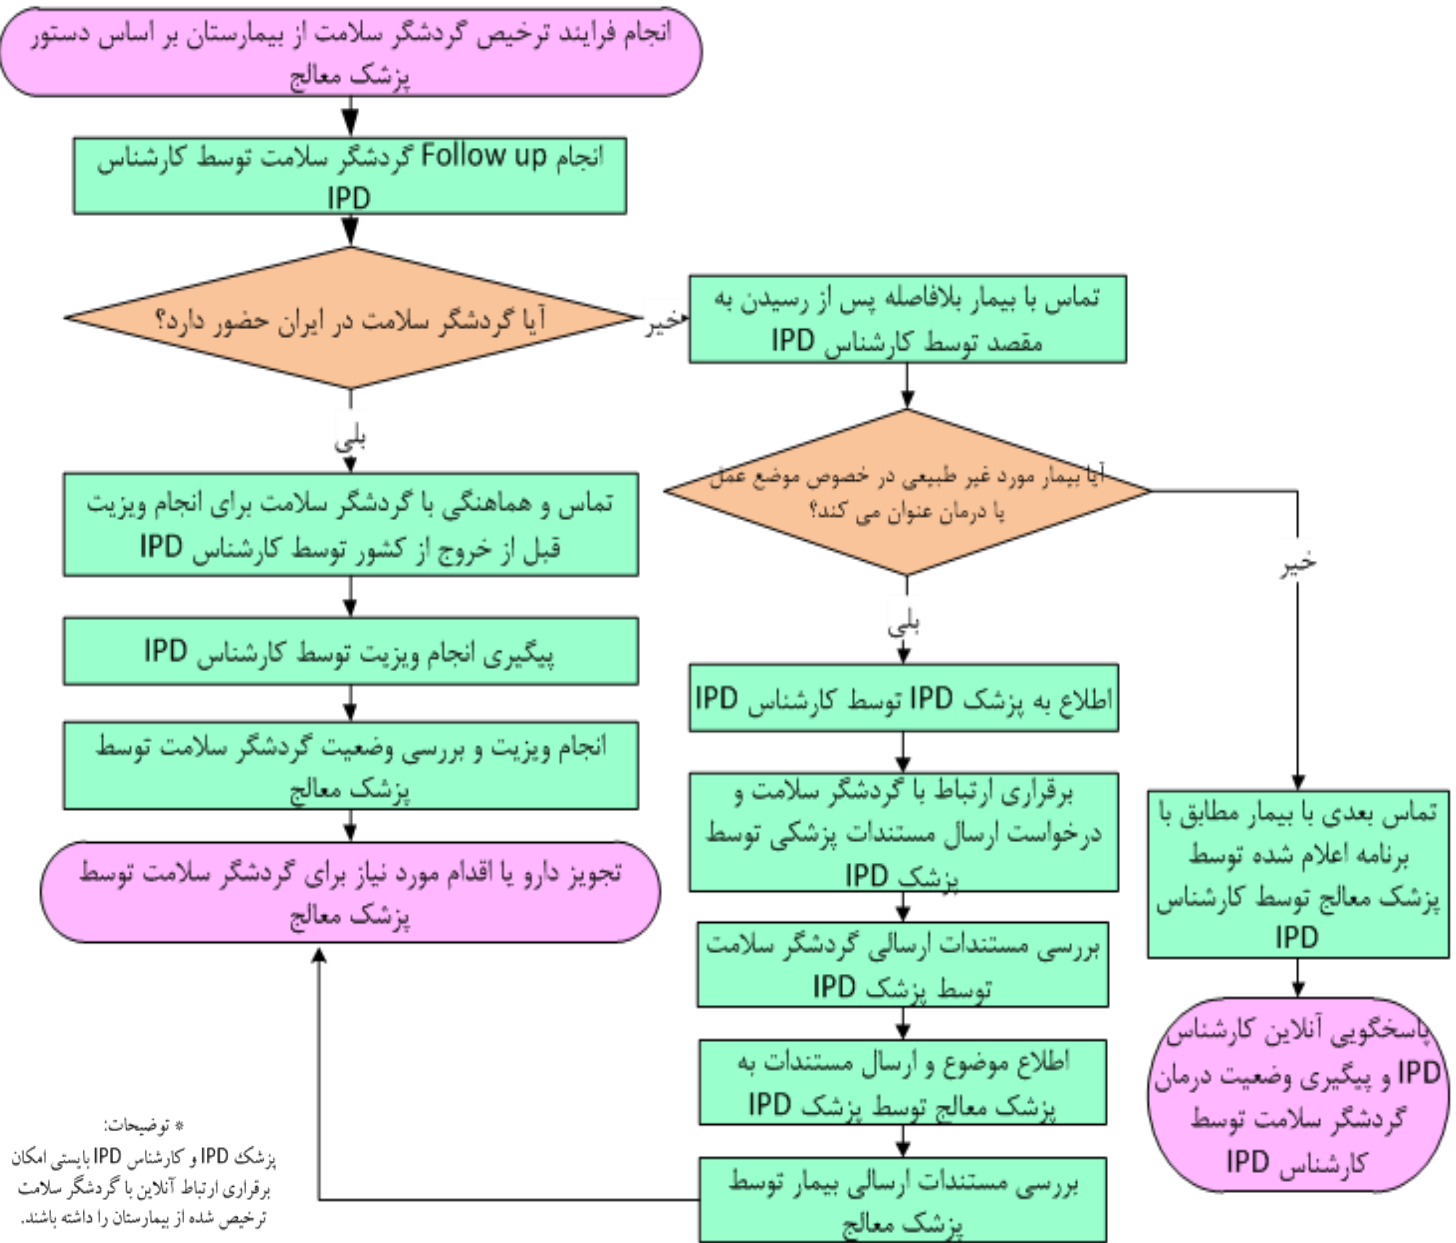 انجام فرایند ترخیص گردشگر سلامت از بیمارستان بر اساس دستور
پزشک معالج
انجام Follow up گردشگر سلامت توسط کارشناس
IPD
آیا گردشگر سلامت در ایران حضور دارد؟
خیر
تماس با بیمار بلافاصله پس از رسیدن به
مقصد توسط کارشناس IPD
بلی
تماس و هماهنگی با گردشگر سلامت برای انجام ویزیت
قبل از خروج از کشور توسط کارشناس IPD
پیگیری انجام ویزیت توسط کارشناس IPD
انجام ویزیت و بررسی وضعیت گردشگر سلامت توسط
پزشک معالج
تجویز دارو یا اقدام مورد نیاز برای گردشگر سلامت توسط
پزشک معالج
آیا بیمار مورد غیر طبیعی در خصوص موضع عمل
یا درمان عنوان می کند؟
بلی
اطلاع به پزشک IPD توسط کارشناس IPD
برقراری ارتباط با گردشگر سلامت و
درخواست ارسال مستندات پزشکی توسط
پزشک IPD
بررسی مستندات ارسالی گردشگر سلامت
توسط پزشک IPD
اطلاع موضوع و ارسال مستندات به
پزشک معالج توسط پزشک IPD
بررسی مستندات ارسالی بیمار توسط
پزشک معالج
خیر
تماس بعدی با بیمار مطابق با
برنامه اعلام شده توسط
پزشک معالج توسط کارشناس
IPD
پاسخگویی آنلاین کارشناس
IPD و پیگیری وضعیت درمان
گردشگر سلامت توسط
کارشناس IPD
* توضیحات:
پزشک IPD و کارشناس IPD بایستی امکان
برقراری ارتباط آنلاین با گردشگر سلامت
ترخیص شده از بیمارستان را داشته باشند.